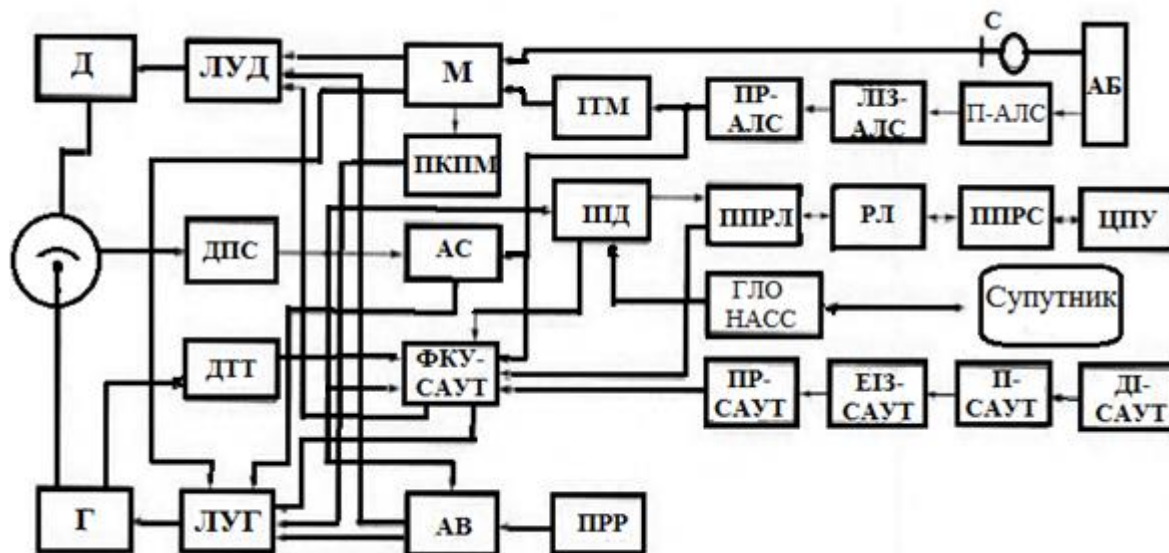 С
Д
ЛУД
М
ІТМ
ПР-
АЛС
ЛІЗ-
АЛС
П-АЛС
АБ
ПКПМ
ШД
ППРЛ
РЛ
ППРС
ЦПУ
ДПС
АС
ГЛО
НАСС
Супутник
ДТТ
ФКУ-
САУТ
ПР-
САУТ
ЕІЗ-
САУТ
П-
САУТ
ДІ-
САУТ
Г
ЛУГ
АВ
ПРР